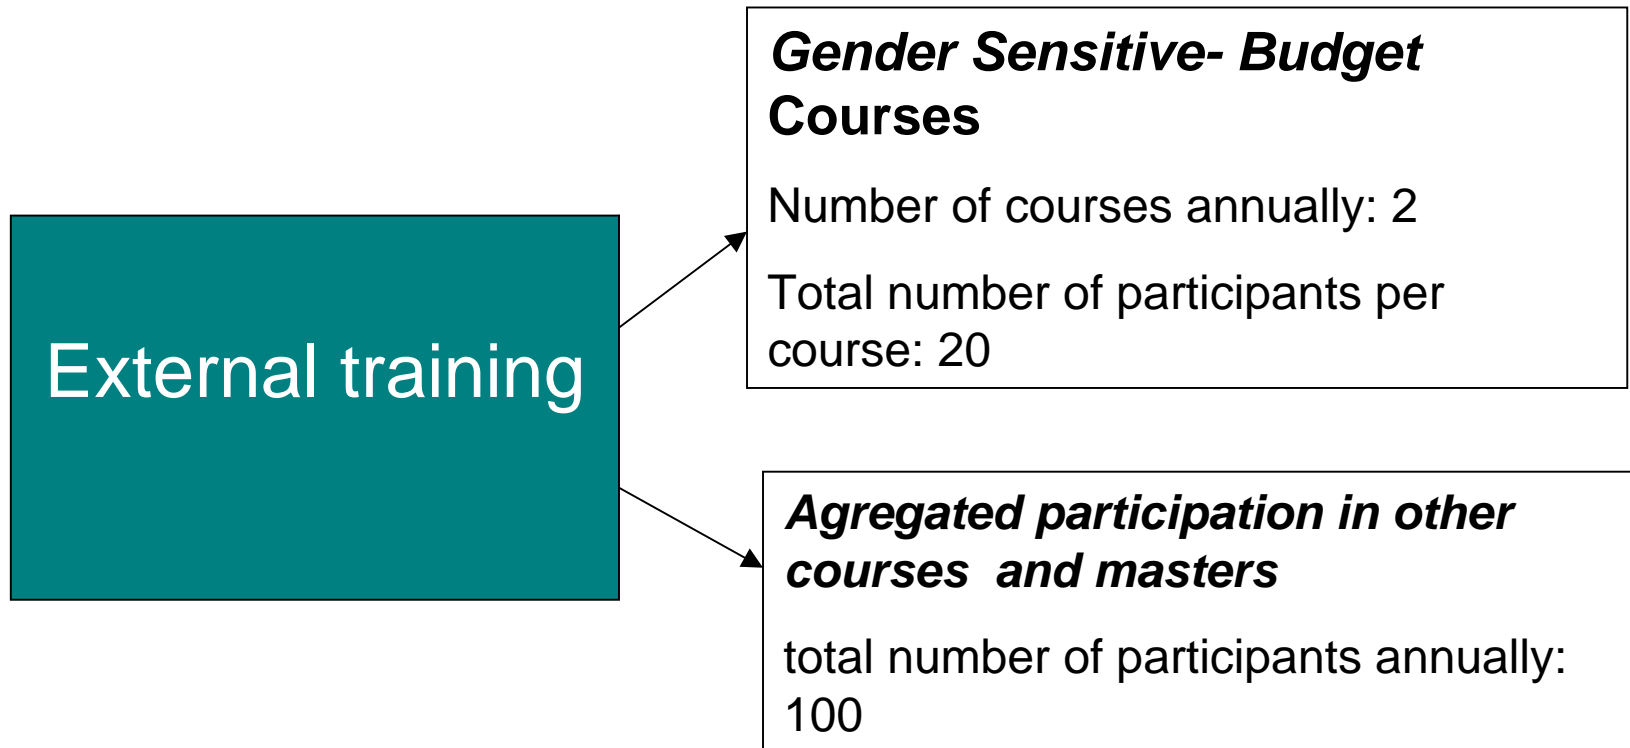 External training
Gender Sensitive- Budget
Courses
Number of courses annually: 2
Total number of participants per
course: 20
Agregated participation in other
courses and masters
total number of participants annually:
100